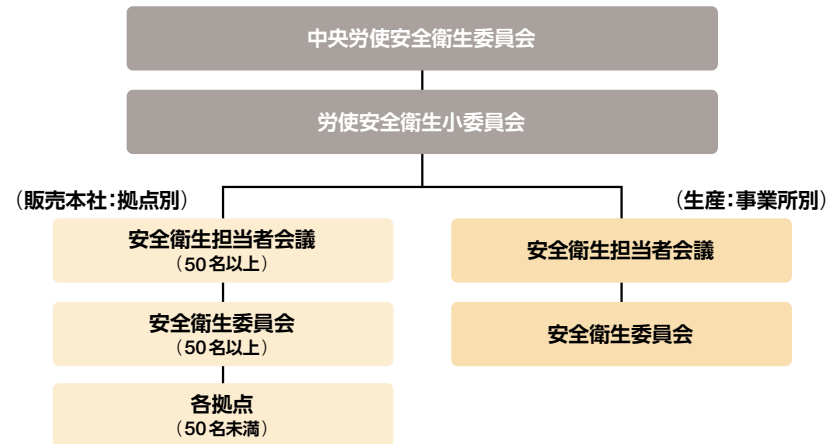 中央労使安全衛生委員会
労使安全衛生小委員会
（販売本社：拠点別）
（生産：事業所別）
安全衛生担当者会議
（50名以上）
安全衛生委員会
（50名以上）
各拠点
（50名未満）
安全衛生担当者会議
安全衛生委員会